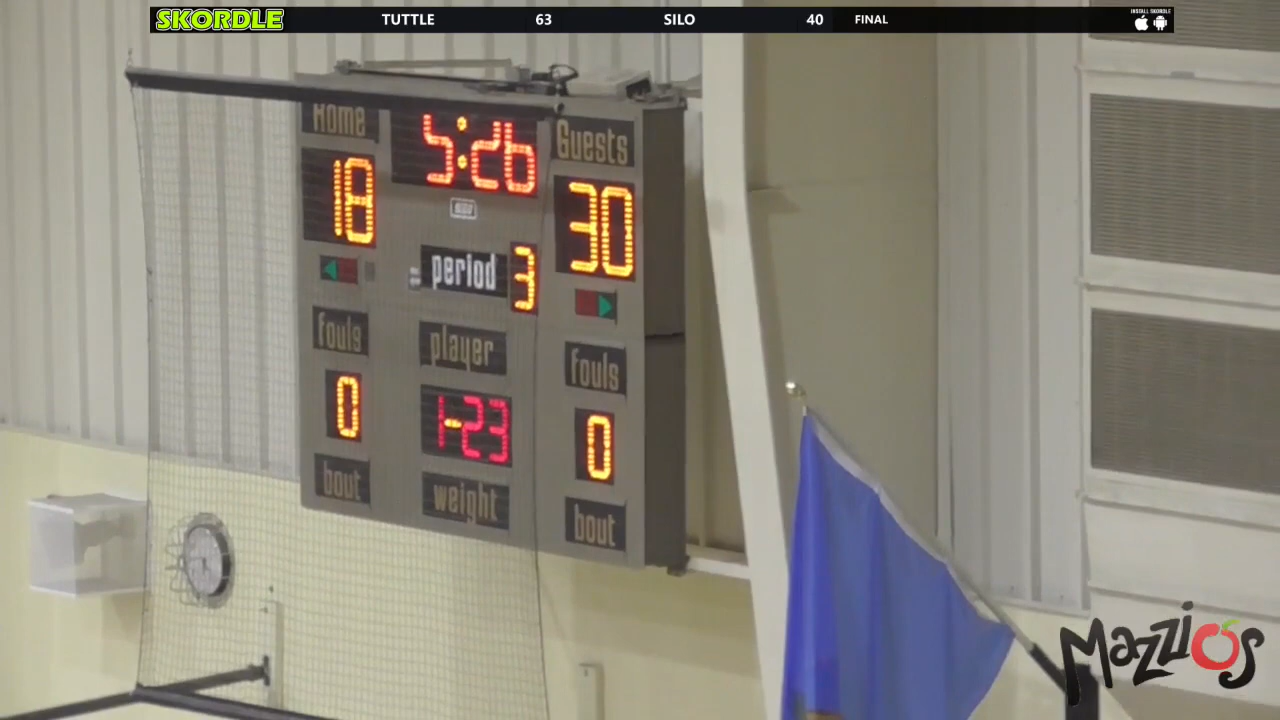 SKORDLE TUTTLE 63 SILO 40 FINAL INSTALL SKORDLE
Home 5:26 Guests
18 30
period 3
fouls player fouls
0 1-23 0
bout weight bout
Mazzios